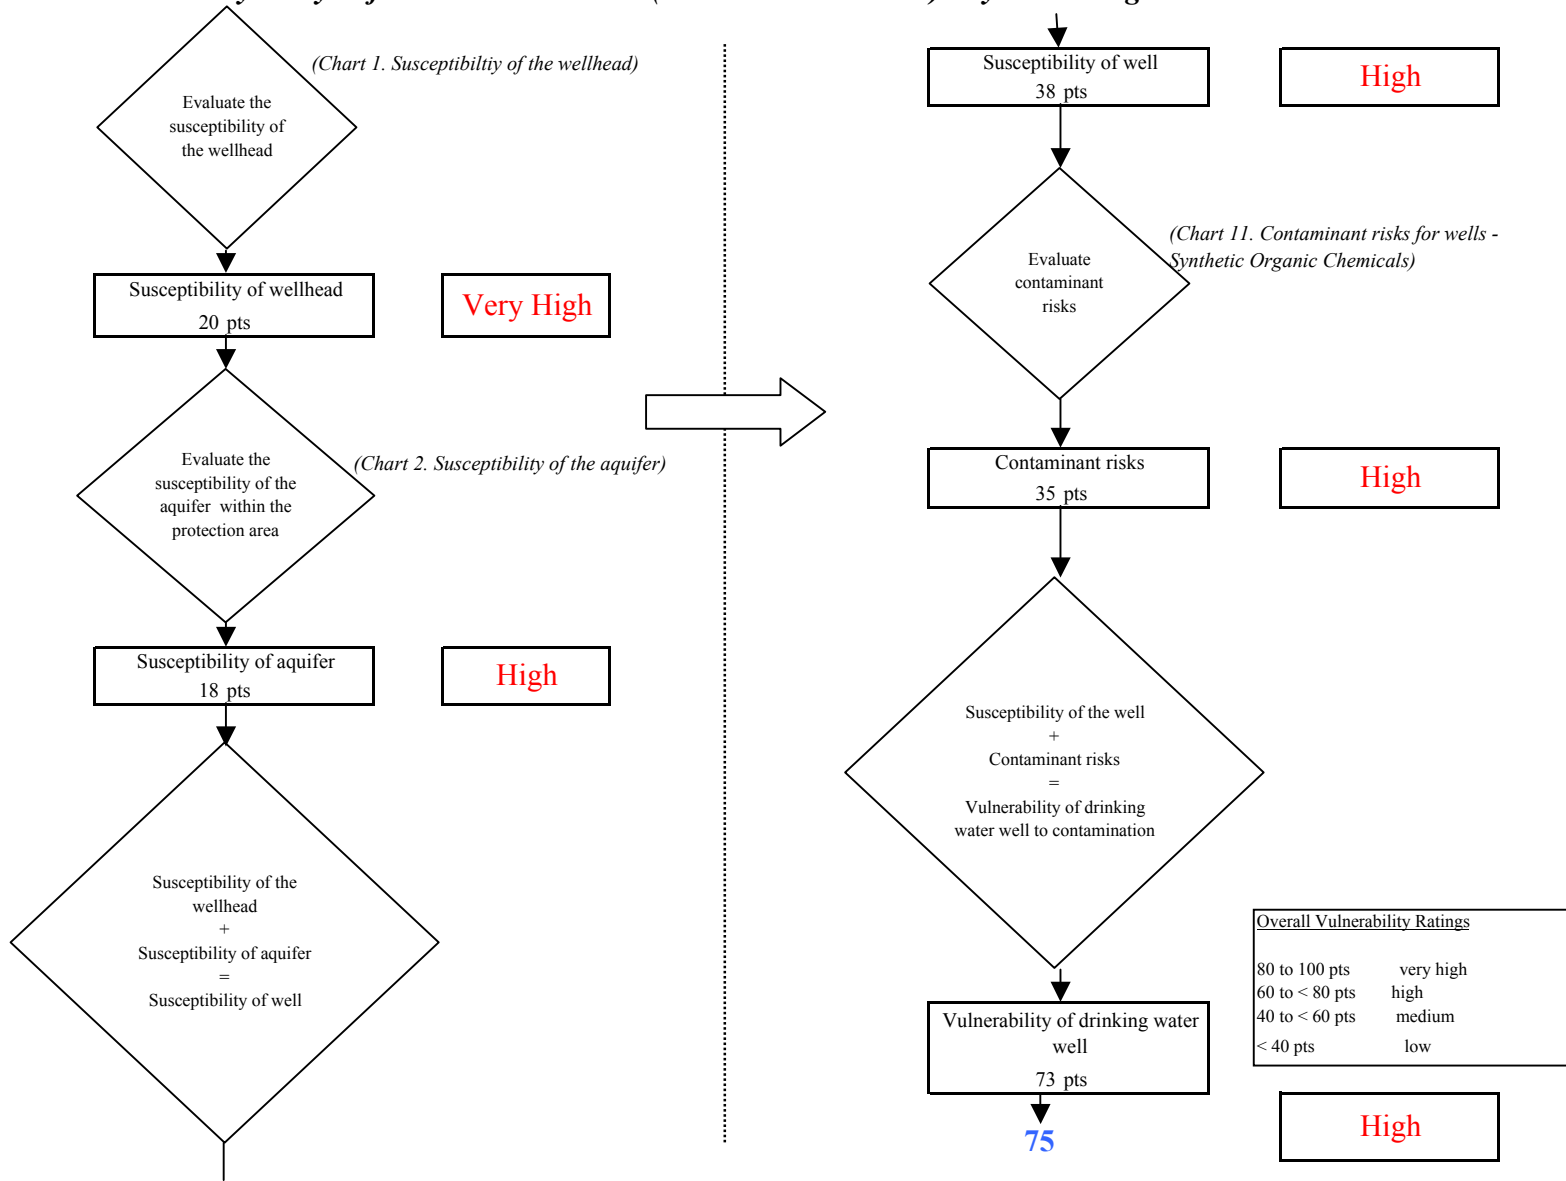 (Chart 1. Susceptibiltiy of the wellhead)
Evaluate the
susceptibility of
the wellhead
Susceptibility of wellhead
20 pts
Very High
Evaluate the
susceptibility of the
aquifer within the
protection area
(Chart 2. Susceptibility of the aquifer)
Susceptibility of aquifer
18 pts
High
Susceptibility of the
wellhead
+
Susceptibility of aquifer
=
Susceptibility of well
Susceptibility of well
38 pts
High
Evaluate
contaminant
risks
(Chart 11. Contaminant risks for wells -
Synthetic Organic Chemicals)
Contaminant risks
35 pts
High
Susceptibility of the well
+
Contaminant risks
=
Vulnerability of drinking
water well to contamination
Vulnerability of drinking water
well
73 pts
75
Overall Vulnerability Ratings
80 to 100 pts very high
60 to < 80 pts high
40 to < 60 pts medium
< 40 pts low
High